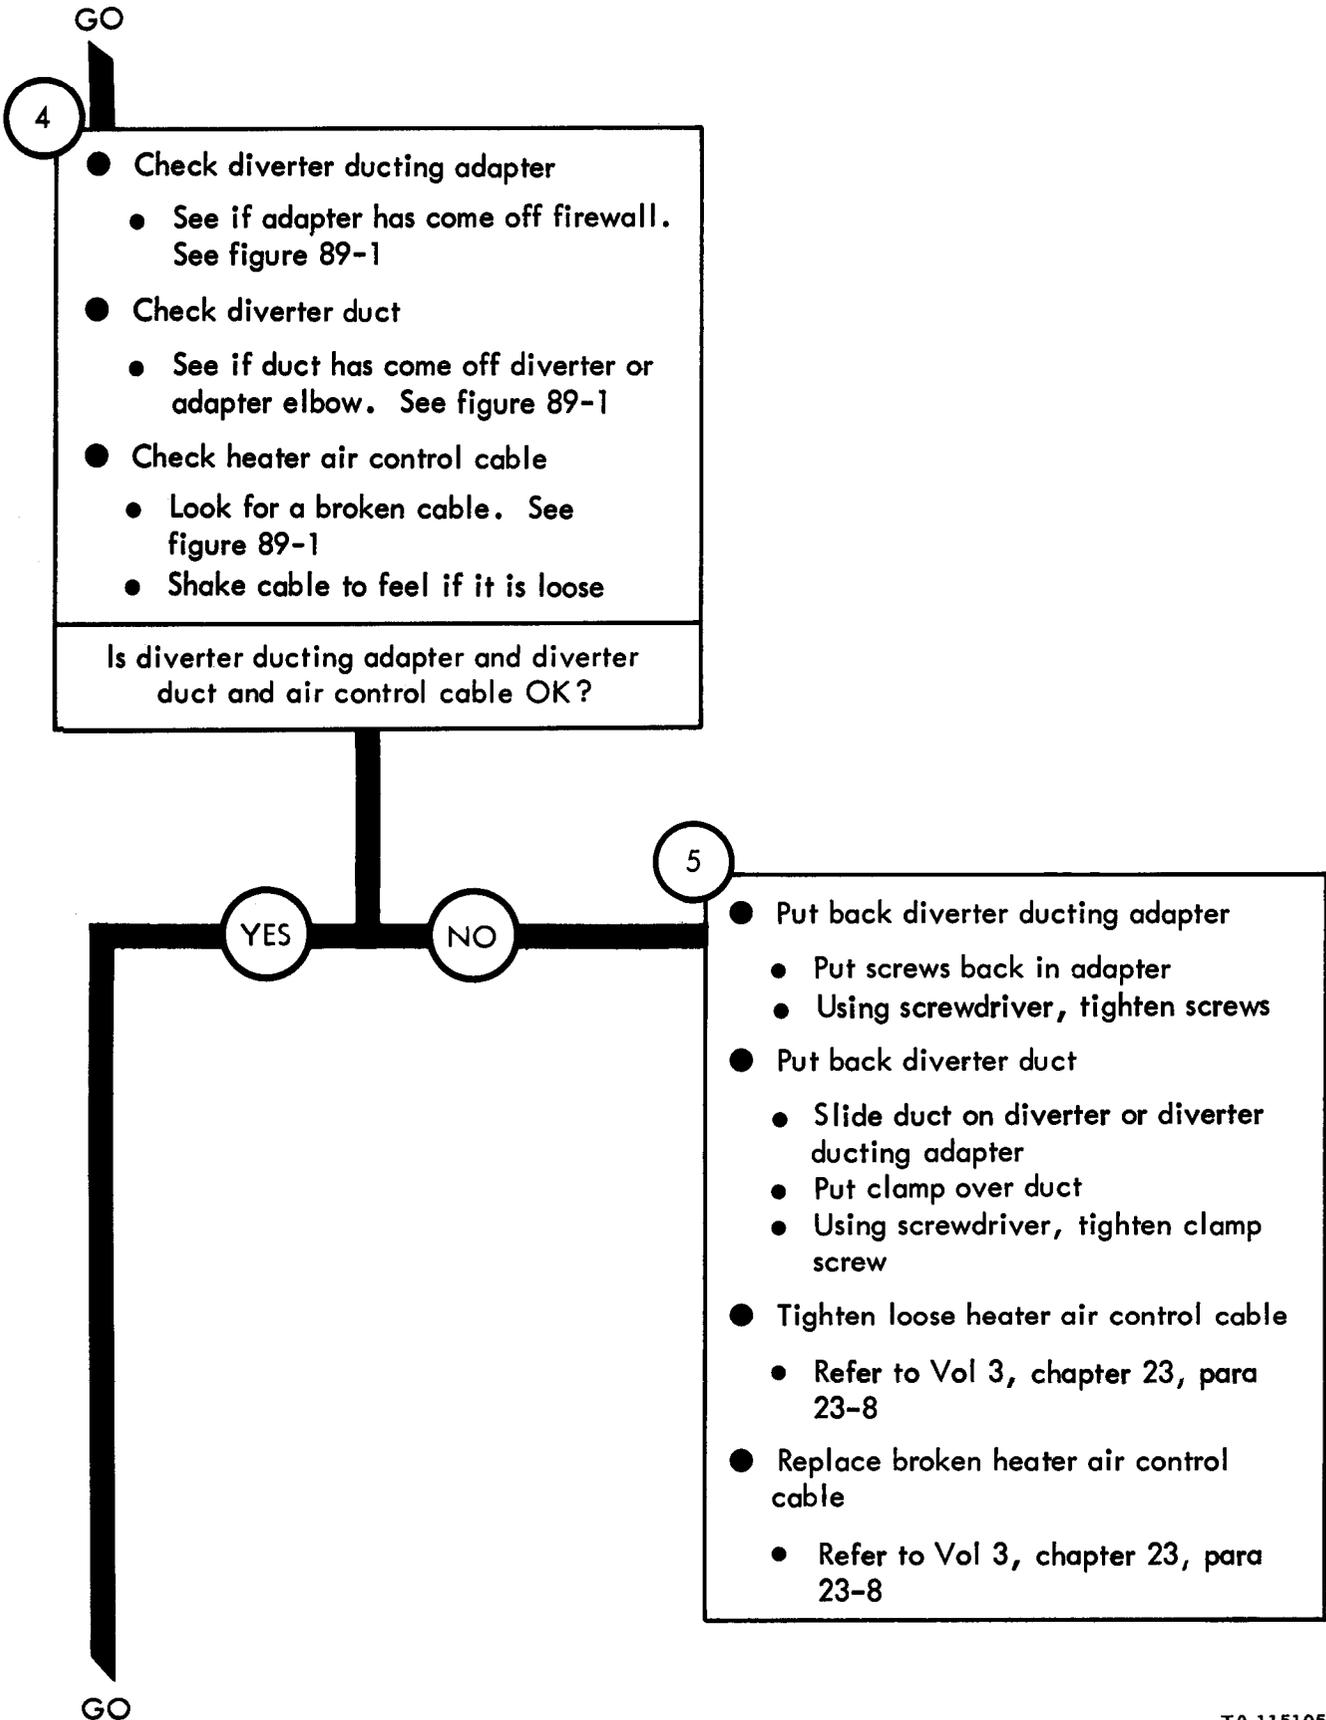 GO
4
● Check diverter ducting adapter
● See if adapter has come off firewall.
See figure 89-1
● Check diverter duct
● See if duct has come off diverter or
adapter elbow. See figure 89-1
● Check heater air control cable
● Look for a broken cable. See
figure 89-1
● Shake cable to feel if it is loose
Is diverter ducting adapter and diverter
duct and air control cable OK?
YES
NO
5
● Put back diverter ducting adapter
● Put screws back in adapter
● Using screwdriver, tighten screws
● Put back diverter duct
● Slide duct on diverter or diverter
ducting adapter
● Put clamp over duct
● Using screwdriver, tighten clamp
screw
● Tighten loose heater air control cable
● Refer to Vol 3, chapter 23, para
23-8
● Replace broken heater air control
cable
● Refer to Vol 3, chapter 23, para
23-8
GO
TA 115105